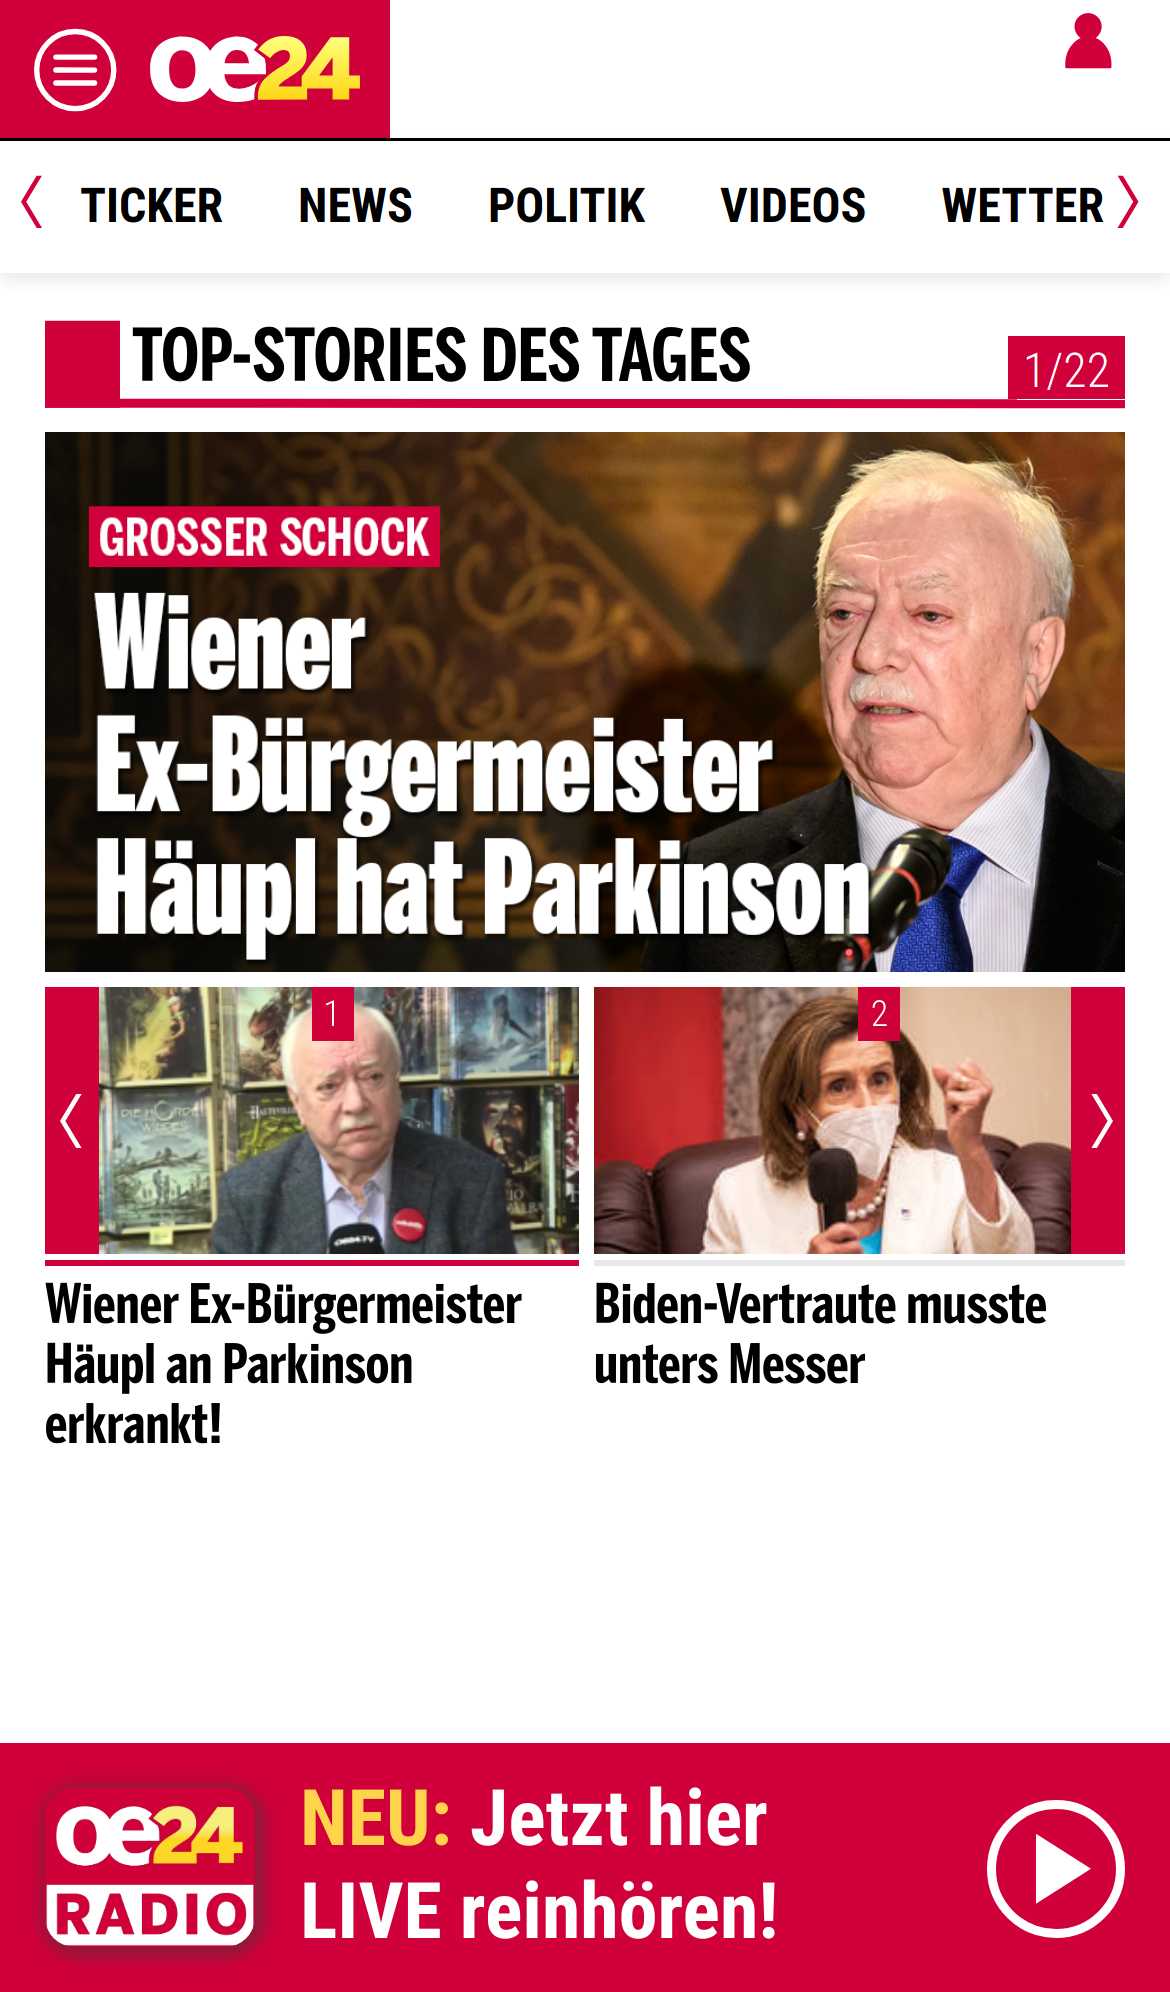 oe24
TICKER NEWS POLITIK VIDEOS WETTER
TOP-STORIES DES TAGES
1/22
GROSSER SCHOCK
Wiener
Ex-Bürgermeister
Häupl hat Parkinson
1
2
Wiener Ex-Bürgermeister
Häupl an Parkinson
erkrankt!
Biden-Vertraute musste
unters Messer
oe24
RADIO
NEU: Jetzt hier
LIVE reinhören!